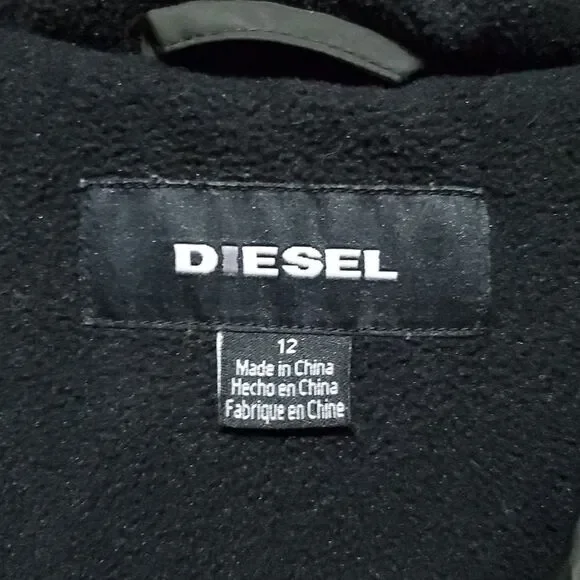 DIESEL
12
Made in China
Hecho en China
Fabrique en Chine